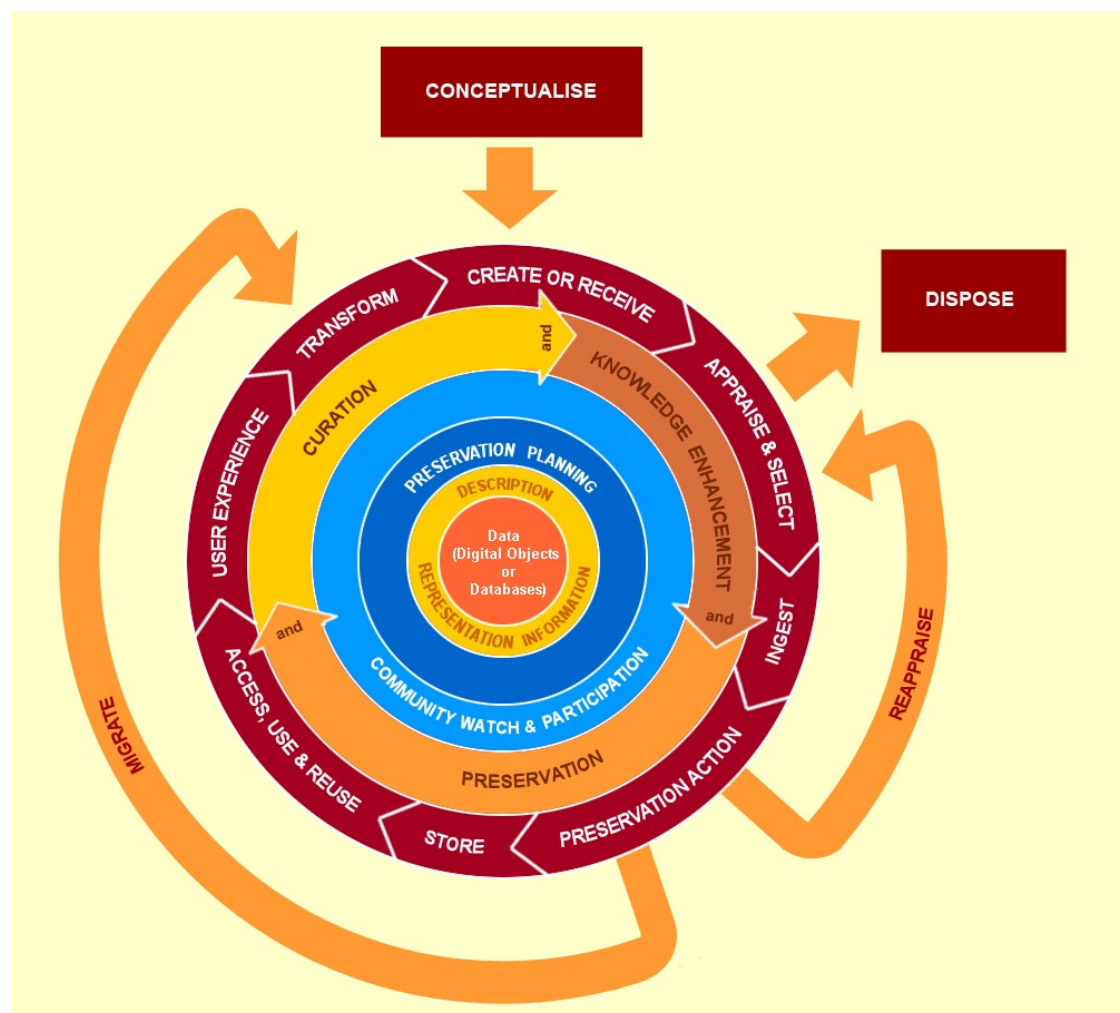 CONCEPTUALISE
DISPOSE
CREATE OR RECEIVE
APPRAISE & SELECT
INGEST
PRESERVATION ACTION
STORE
ACCESS, USE & REUSE
USER EXPERIENCE
TRANSFORM
CURATION
and
KNOWLEDGE ENHANCEMENT
and
PRESERVATION
and
COMMUNITY WATCH & PARTICIPATION
PRESERVATION PLANNING
DESCRIPTION
REPRESENTATION INFORMATION
Data
(Digital Objects
or
Databases)
MIGRATE
REAPPRAISE